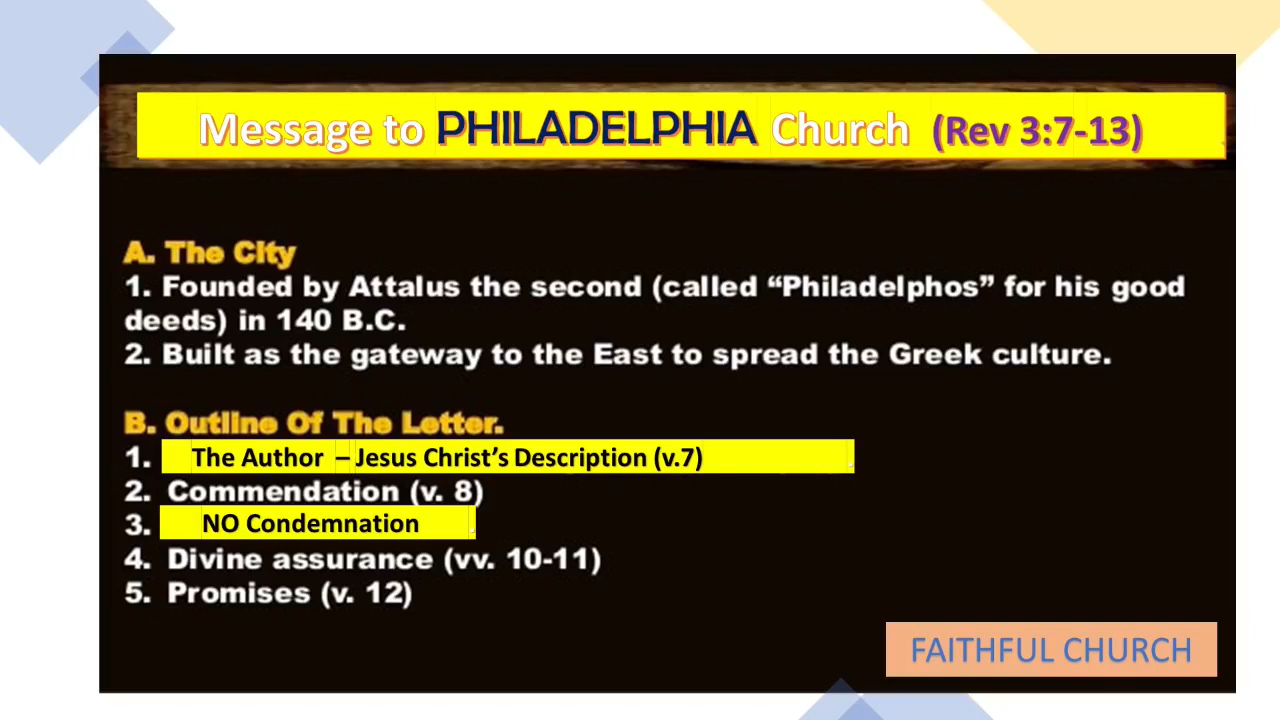 Message to PHILADELPHIA Church (Rev 3:7-13)
A. The City
1. Founded by Attalus the second (called “Philadelphos” for his good
deeds) in 140 B.C.
2. Built as the gateway to the East to spread the Greek culture.
B. Outline Of The Letter.
1. The Author – Jesus Christ’s Description (v.7)
2. Commendation (v. 8)
3. NO Condemnation
4. Divine assurance (vv. 10-11)
5. Promises (v. 12)
FAITHFUL CHURCH